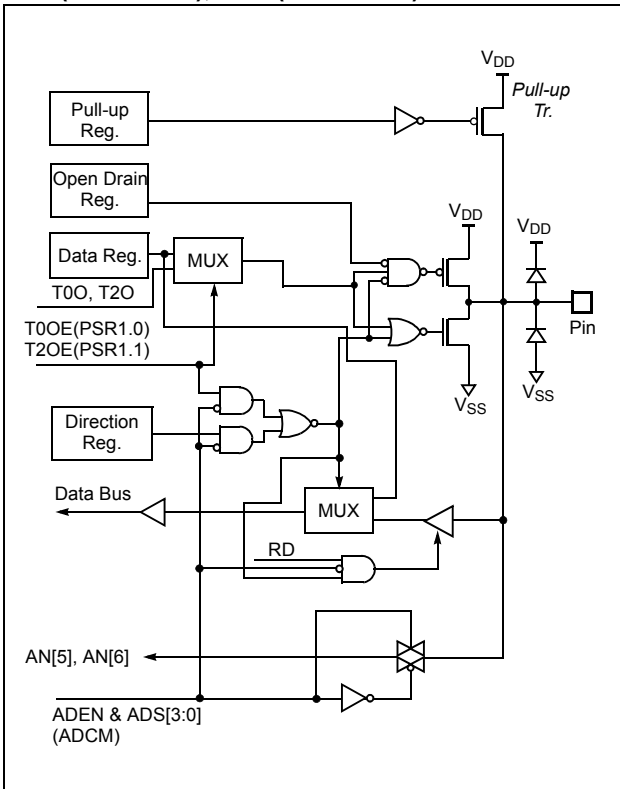 VDD
Pull-up
Tr.
Pull-up
Reg.
Open Drain
Reg.
VDD
VDD
Data Reg.
MUX
T0O, T2O
T0OE(PSR1.0)
T2OE(PSR1.1)
Pin
VSS
VSS
Direction
Reg.
Data Bus
MUX
RD
AN[5], AN[6]
ADEN & ADS[3:0]
(ADCM)